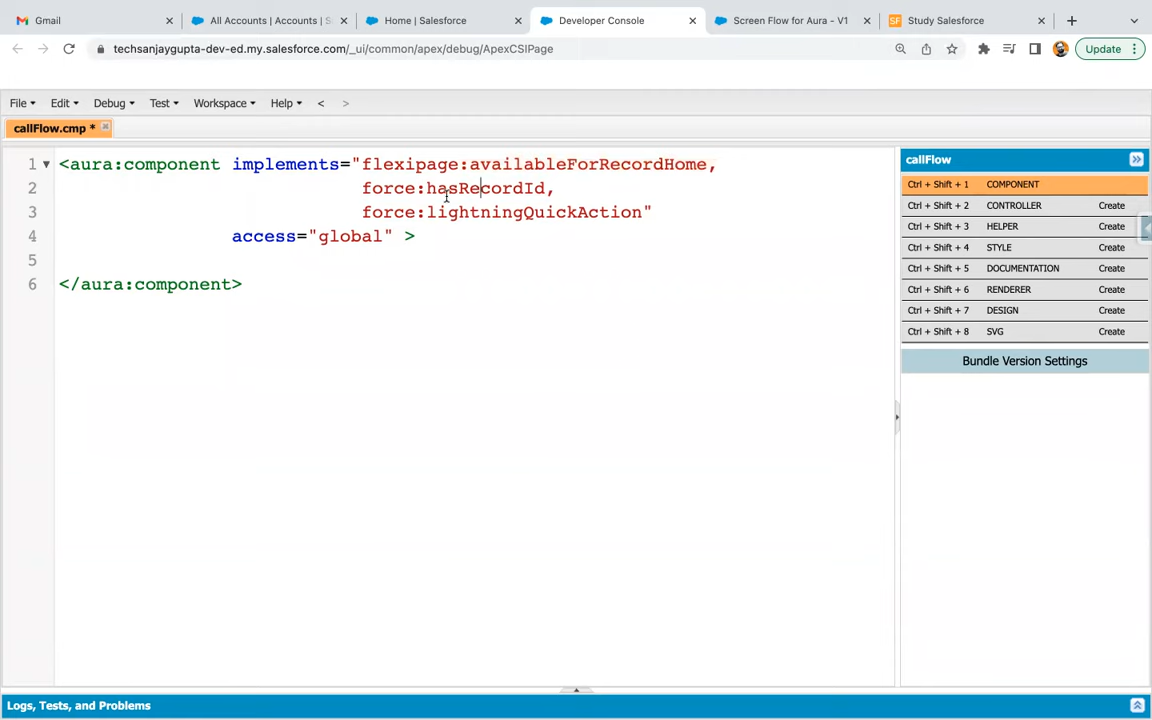 Gmail
All Accounts | Accounts | S
Home | Salesforce
Developer Console
Screen Flow for Aura - V1
SF Study Salesforce
techsanjaygupta-dev-ed.my.salesforce.com/_ui/common/apex/debug/ApexCSIPage
Update
File Edit Debug Test Workspace Help < >
callFlow.cmp *
1 <aura:component implements="flexipage:availableForRecordHome,
2 force:hasRecordId,
3 force:lightningQuickAction"
4 access="global" >
5
6 </aura:component>
callFlow
Ctrl + Shift + 1 COMPONENT
Ctrl + Shift + 2 CONTROLLER Create
Ctrl + Shift + 3 HELPER Create
Ctrl + Shift + 4 STYLE Create
Ctrl + Shift + 5 DOCUMENTATION Create
Ctrl + Shift + 6 RENDERER Create
Ctrl + Shift + 7 DESIGN Create
Ctrl + Shift + 8 SVG Create
Bundle Version Settings
Logs, Tests, and Problems